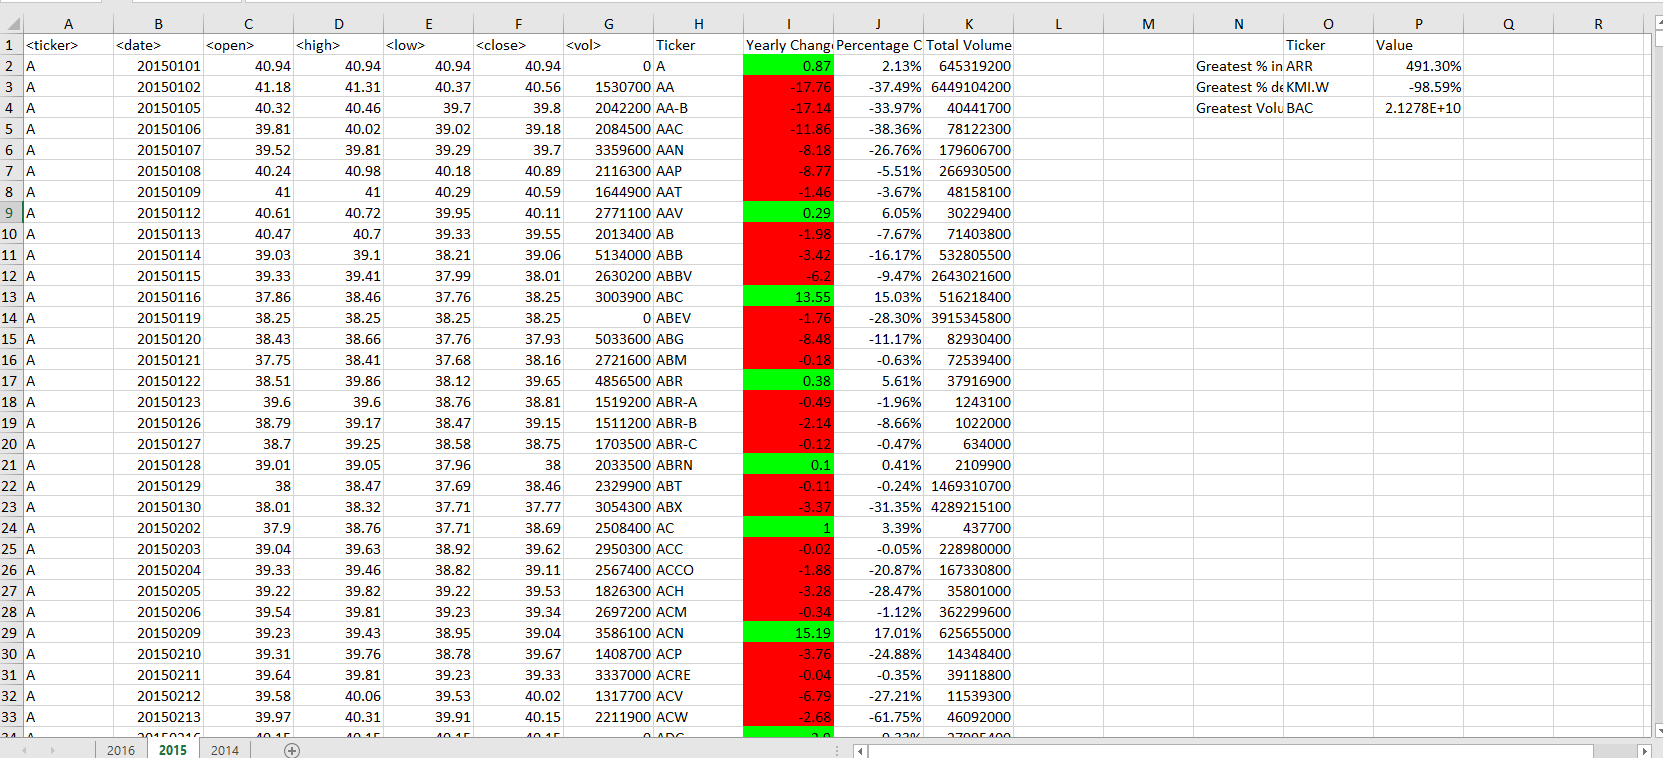 A B C D E F G H I J K L M N O P Q R
1 <ticker> <date> <open> <high> <low> <close> <vol> Ticker Yearly Chang Percentage C Total Volume Ticker Value
2 A 20150101 40.94 40.94 40.94 40.94 0 A 0.87 2.13% 645319200 Greatest % in ARR 491.30%
3 A 20150102 41.18 41.31 40.37 40.56 1530700 AA -17.76 -37.49% 6449104200 Greatest % de KMI.W -98.59%
4 A 20150105 40.32 40.46 39.7 39.8 2042200 AA-B -17.14 -33.97% 40441700 Greatest Volu BAC 2.1278E+10
5 A 20150106 39.81 40.02 39.02 39.18 2084500 AAC -11.86 -38.36% 78122300
6 A 20150107 39.52 39.81 39.29 39.7 3359600 AAN -8.18 -26.76% 179606700
7 A 20150108 40.24 40.98 40.18 40.89 2116300 AAP -8.77 -5.51% 266930500
8 A 20150109 41 41 40.29 40.59 1644900 AAT -1.46 -3.67% 48158100
9 A 20150112 40.61 40.72 39.95 40.11 2771100 AAV 0.29 6.05% 30229400
10 A 20150113 40.47 40.7 39.33 39.55 2013400 AB -1.98 -7.67% 71403800
11 A 20150114 39.03 39.1 38.21 39.06 5134000 ABB -3.42 -16.17% 532805500
12 A 20150115 39.33 39.41 37.99 38.01 2630200 ABBV -6.2 -9.47% 2643021600
13 A 20150116 37.86 38.46 37.76 38.25 3003900 ABC 13.55 15.03% 516218400
14 A 20150119 38.25 38.25 38.25 38.25 0 ABEV -1.76 -28.30% 3915345800
15 A 20150120 38.43 38.66 37.76 37.93 5033600 ABG -8.48 -11.17% 82930400
16 A 20150121 37.75 38.41 37.68 38.16 2721600 ABM -0.18 -0.63% 72539400
17 A 20150122 38.51 39.86 38.12 39.65 4856500 ABR 0.38 5.61% 37916900
18 A 20150123 39.6 39.6 38.76 38.81 1519200 ABR-A -0.49 -1.96% 1243100
19 A 20150126 38.79 39.17 38.47 39.15 1511200 ABR-B -2.14 -8.66% 1022000
20 A 20150127 38.7 39.25 38.58 38.75 1703500 ABR-C -0.12 -0.47% 634000
21 A 20150128 39.01 39.05 37.96 38 2033500 ABRN 0.1 0.41% 2109900
22 A 20150129 38 38.47 37.69 38.46 2329900 ABT -0.11 -0.24% 1469310700
23 A 20150130 38.01 38.32 37.71 37.77 3054300 ABX -3.37 -31.35% 4289215100
24 A 20150202 37.9 38.76 37.71 38.69 2508400 AC 1 3.39% 437700
25 A 20150203 39.04 39.63 38.92 39.62 2950300 ACC -0.02 -0.05% 228980000
26 A 20150204 39.33 39.46 38.82 39.11 2567400 ACCO -1.88 -20.87% 167330800
27 A 20150205 39.22 39.82 39.22 39.53 1826300 ACH -3.28 -28.47% 35801000
28 A 20150206 39.54 39.81 39.23 39.34 2697200 ACM -0.34 -1.12% 362299600
29 A 20150209 39.23 39.43 38.95 39.04 3586100 ACN 15.19 17.01% 625655000
30 A 20150210 39.31 39.76 38.78 39.67 1408700 ACP -3.76 -24.88% 14348400
31 A 20150211 39.64 39.81 39.23 39.33 3337000 ACRE -0.04 -0.35% 39118800
32 A 20150212 39.58 40.06 39.53 40.02 1317700 ACV -6.79 -27.21% 11539300
33 A 20150213 39.97 40.31 39.91 40.15 2211900 ACW -2.68 -61.75% 46092000
2016 2015 2014